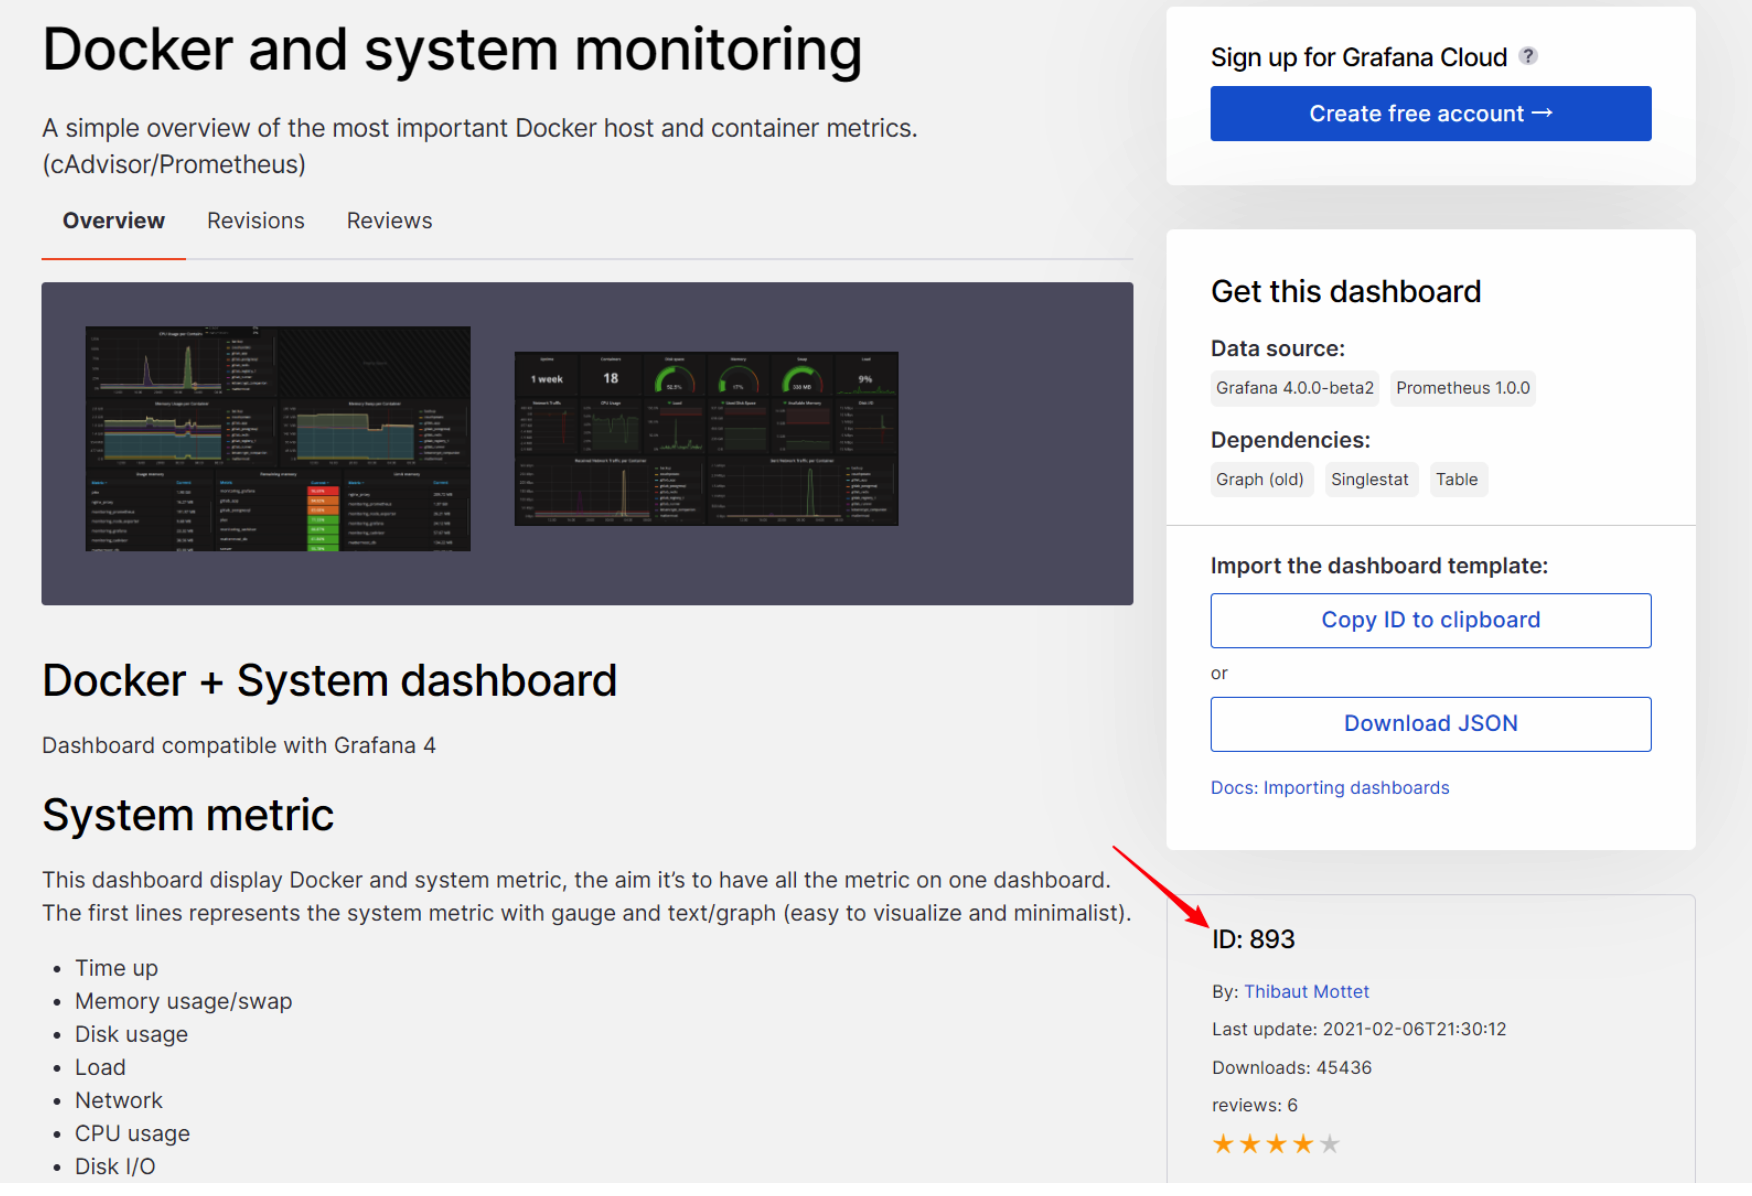 Docker and system monitoring
A simple overview of the most important Docker host and container metrics.
(cAdvisor/Prometheus)
Overview Revisions Reviews
1 week
18
52.5%
17%
9%
Docker + System dashboard
Dashboard compatible with Grafana 4
System metric
This dashboard display Docker and system metric, the aim it’s to have all the metric on one dashboard.
The first lines represents the system metric with gauge and text/graph (easy to visualize and minimalist).
• Time up
• Memory usage/swap
• Disk usage
• Load
• Network
• CPU usage
• Disk I/O
Sign up for Grafana Cloud ?
Create free account →
Get this dashboard
Data source:
Grafana 4.0.0-beta2 Prometheus 1.0.0
Dependencies:
Graph (old) Singlestat Table
Import the dashboard template:
Copy ID to clipboard
or
Download JSON
Docs: Importing dashboards
ID: 893
By: Thibaut Mottet
Last update: 2021-02-06T21:30:12
Downloads: 45436
reviews: 6